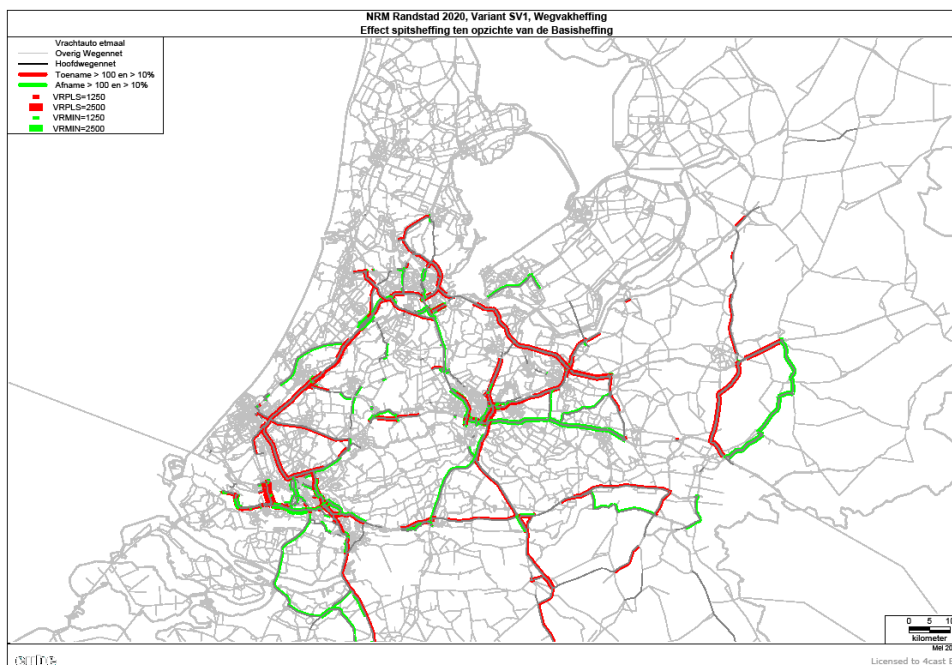 NRM Randstad 2020, Variant SV1, Wegvakheffing
Effect spitsheffing ten opzichte van de Basisheffing
Vrachtauto etmaal
Overig Wegennet
Hoofdwegennet
Toename > 100 en > 10%
Afname > 100 en > 10%
VRPLS=1250
VRPLS=2500
VRMIN=1250
VRMIN=2500
0 5 10
kilometer
Licensed to 4cast